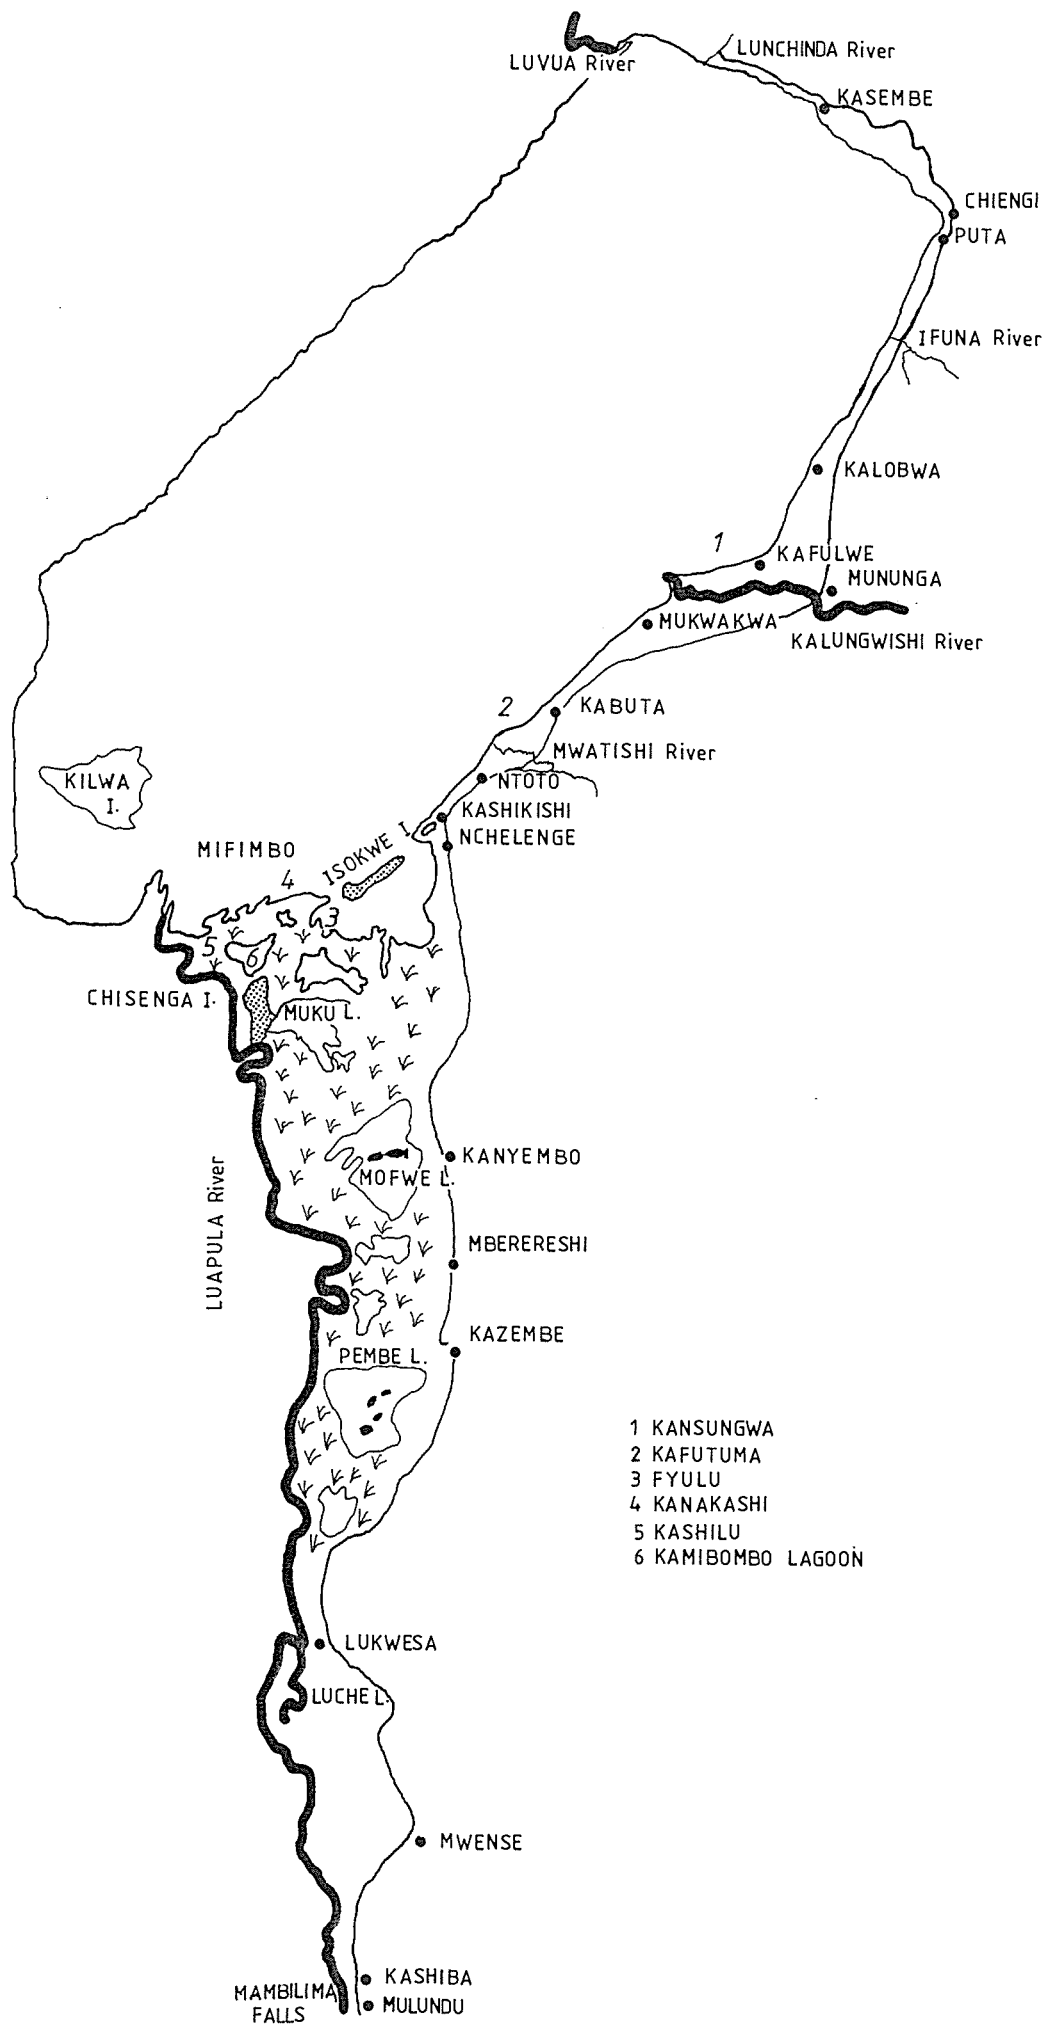 LUVUA River
LUNCHINDA River
KASEMBE
CHIENGI
PUTA
IFUNA River
KALOBWA
1
KAFULWE
MUNUNGA
MUKWAKWA
KALUNGWISHI River
2
KABUTA
MWATISHI River
KILWA
I.
NTOTO
KASHIKISHI
NCHELENGE
MIFIMBO
ISOKWE I
4
3
5
6
CHISENGA I.
MUKU L.
KANYEMBO
MOFWE L.
LUAPULA River
MBERERESHI
KAZEMBE
PEMBE L.
1 KANSUNGWA
2 KAFUTUMA
3 FYULU
4 KANAKASHI
5 KASHILU
6 KAMIBOMBO LAGOON
LUKWESA
LUCHE L.
MWENSE
KASHIBA
MAMBILIMA
FALLS
MULUNDU